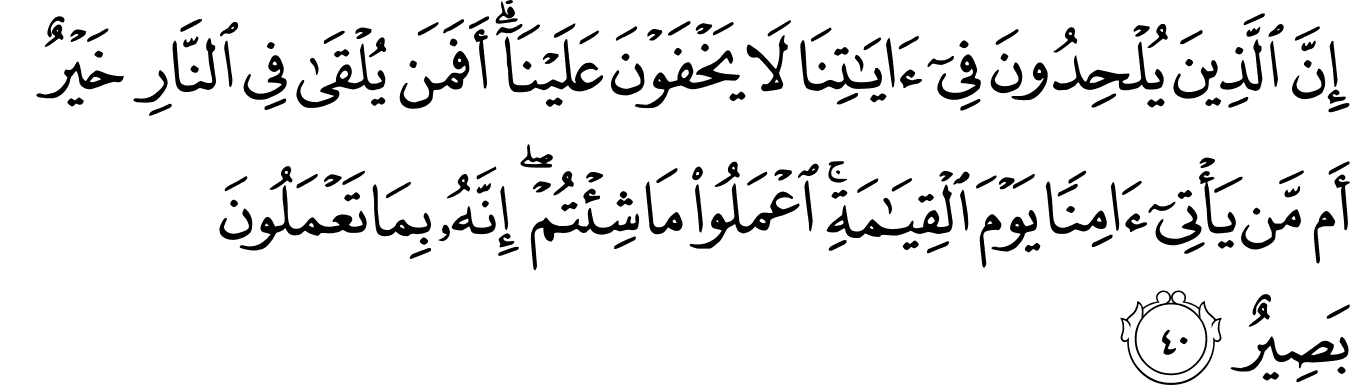 إِنَّ ٱلَّذِينَ يُلْحِدُونَ فِىٓ ءَايَـٰتِنَا لَا يَخْفَوْنَ عَلَيْنَآ ۗ أَفَمَن يُلْقَىٰ فِى ٱلنَّارِ خَيْرٌ
أَم مَّن يَأْتِىٓ ءَامِنًا يَوْمَ ٱلْقِيَـٰمَةِ ۚ ٱعْمَلُوا۟ مَا شِئْتُمْ ۖ إِنَّهُۥ بِمَا تَعْمَلُونَ
بَصِيرٌ ٤٠